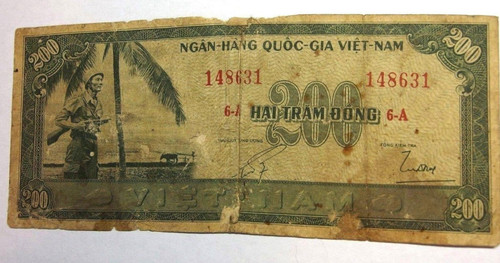 200 200
NGÂN-HÀNG QUỐC-GIA VIỆT-NAM
148631 148631
6-A HAI TRĂM ĐỒNG 6-A
200
VIET-NAM
200 200